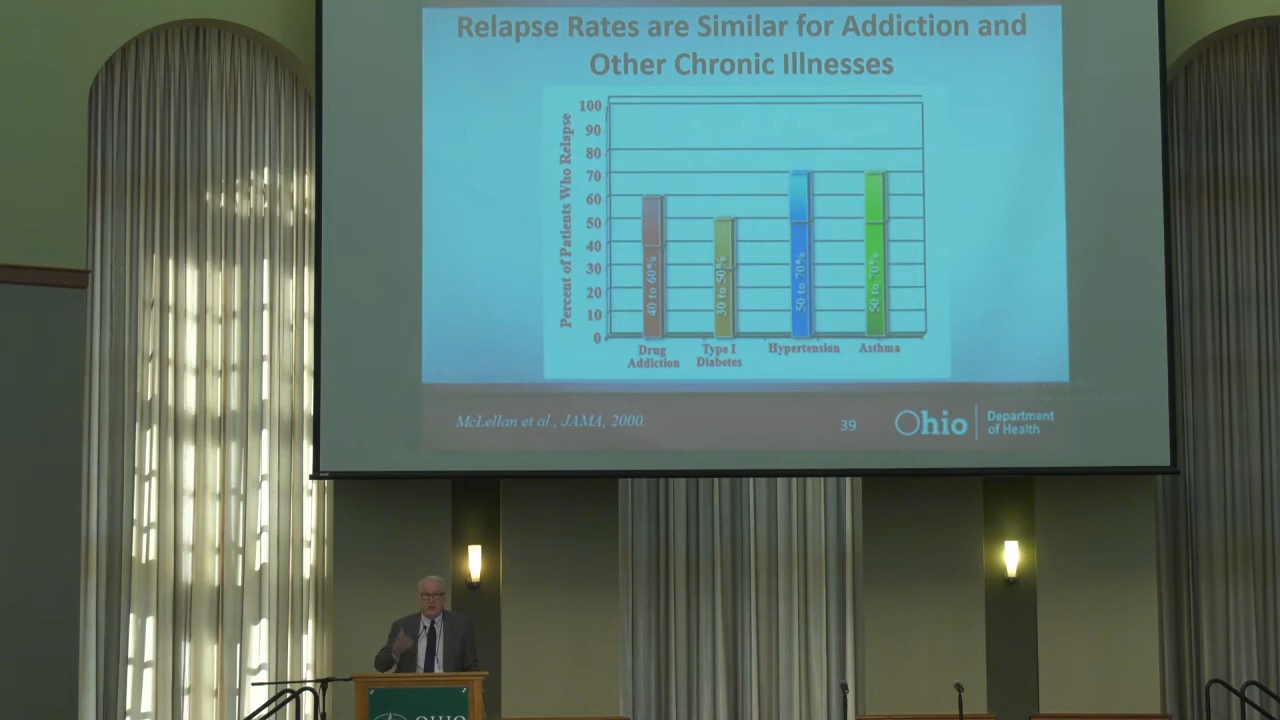 Relapse Rates are Similar for Addiction and
Other Chronic Illnesses
Percent of Patients Who Relapse
100
90
80
70
60
50
40
30
20
10
0
40 to 60%
30 to 50%
50 to 70%
50 to 70%
Drug
Addiction
Type I
Diabetes
Hypertension
Asthma
McLellan et al., JAMA, 2000.
39
Ohio
Department
of Health
OHIO